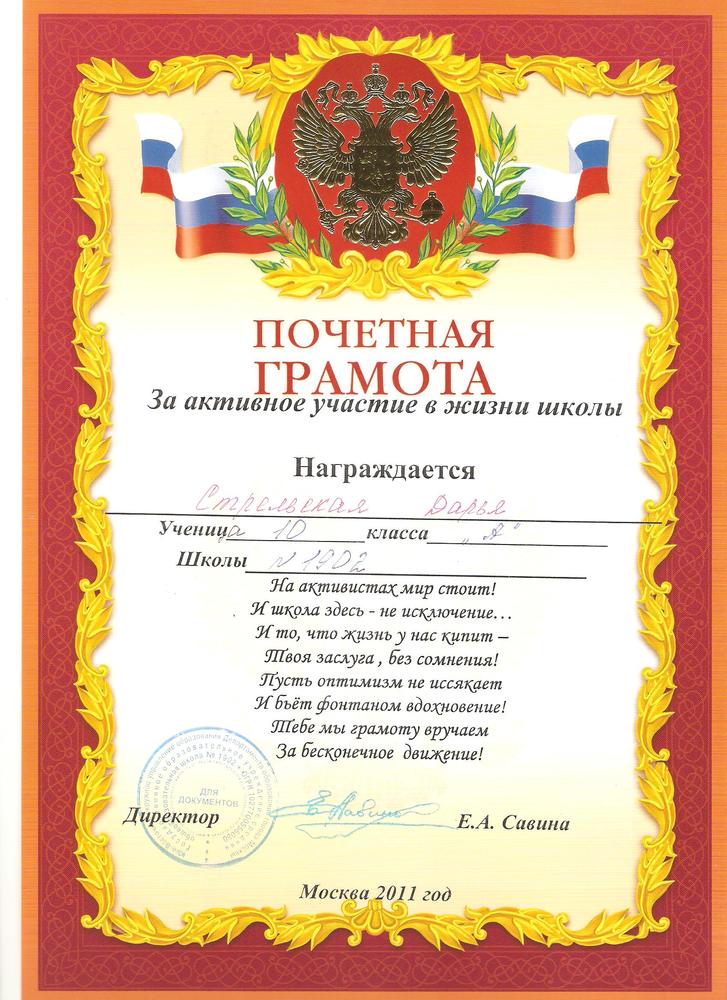 ПОЧЕТНАЯ
ГРАМОТА
За активное участие в жизни школы
Награждается
Стрельская Дарья
Ученица 10 класса "А"
Школы № 1902
На активистах мир стоит!
И школа здесь - не исключение...
И то, что жизнь у нас кипит –
Твоя заслуга , без сомнения!
Пусть оптимизм не иссякает
И бьёт фонтаном вдохновение!
Тебе мы грамоту вручаем
За бесконечное движение!
ДЛЯ
ДОКУМЕНТОВ
Директор Е.А. Савина
Москва 2011 год